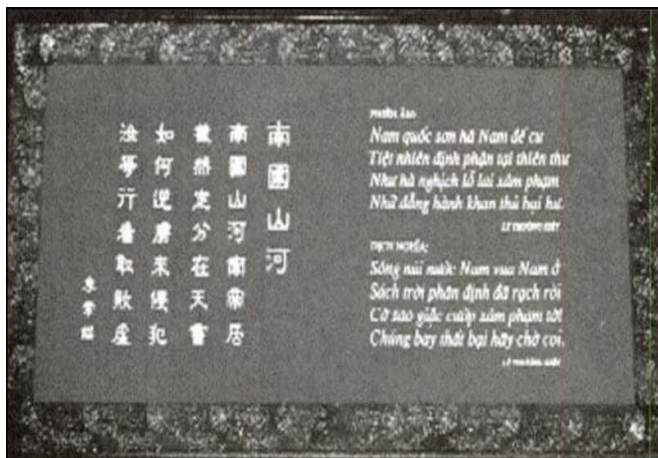 南國山河
南國山河南帝居
截然定分在天書
如何逆虜來侵犯
汝等行看取敗虛
李常傑
PHIÊN ÂM:
Nam quốc sơn hà Nam đế cư
Tiệt nhiên định phận tại thiên thư
Như hà nghịch lỗ lai xâm phạm
Nhữ đẳng hành khan thủ bại hư.
LÝ THƯỜNG KIỆT
DỊCH NGHĨA:
Sông núi nước Nam vua Nam ở
Sách trời phân định đã rạch ròi
Cớ sao giặc cướp xâm phạm tới
Chúng bay thất bại hãy chờ coi.
LÝ THƯỜNG KIỆT